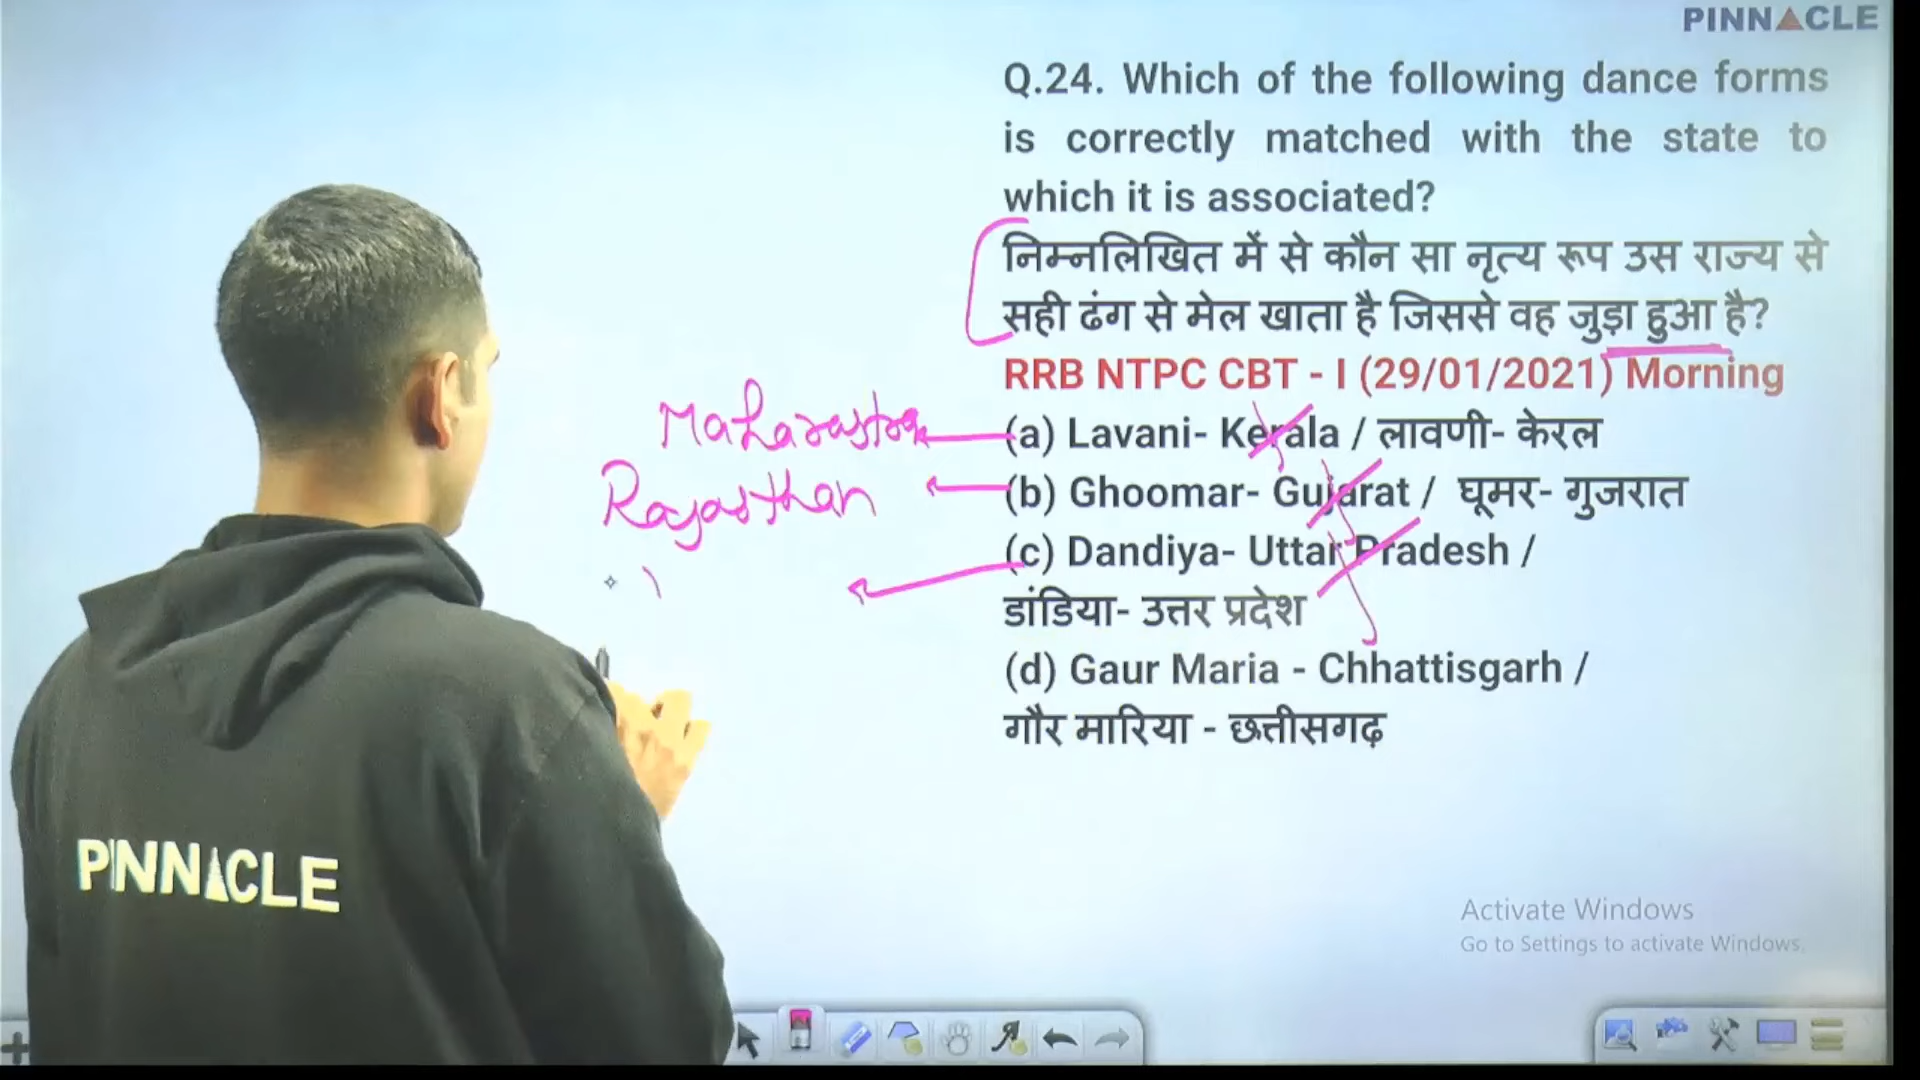 PINNACLE
Q.24. Which of the following dance forms
is correctly matched with the state to
which it is associated?
निम्नलिखित में से कौन सा नृत्य रूप उस राज्य से
सही ढंग से मेल खाता है जिससे वह जुड़ा हुआ है?
RRB NTPC CBT - I (29/01/2021) Morning
Maharastra
(a) Lavani- Kerala / लावणी- केरल
Rajasthan
(b) Ghoomar- Gujarat / घूमर- गुजरात
(c) Dandiya- Uttar Pradesh /
डांडिया- उत्तर प्रदेश
(d) Gaur Maria - Chhattisgarh /
गौर मारिया - छत्तीसगढ़
PINNACLE
Activate Windows
Go to Settings to activate Windows.